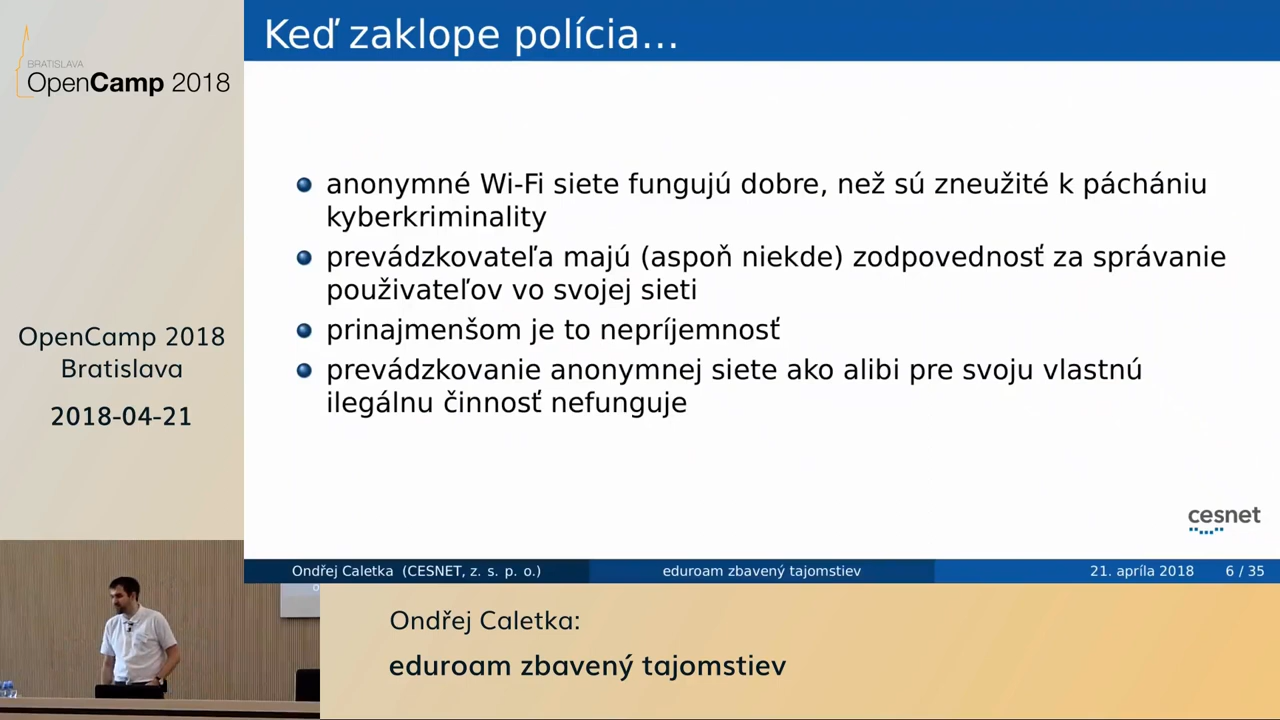 BRATISLAVA
OpenCamp 2018
OpenCamp 2018
Bratislava
2018-04-21
Keď zaklope polícia...
anonymné Wi-Fi siete fungujú dobre, než sú zneužité k páchániu
kyberkriminality
prevádzkovateľa majú (aspoň niekde) zodpovednosť za správanie
použivateľov vo svojej sieti
prinajmenšom je to nepríjemnosť
prevádzkovanie anonymnej siete ako alibi pre svoju vlastnú
ilegálnu činnosť nefunguje
cesnet
Ondřej Caletka (CESNET, z. s. p. o.) eduroam zbavený tajomstiev 21. apríla 2018 6 / 35
Ondřej Caletka:
eduroam zbavený tajomstiev